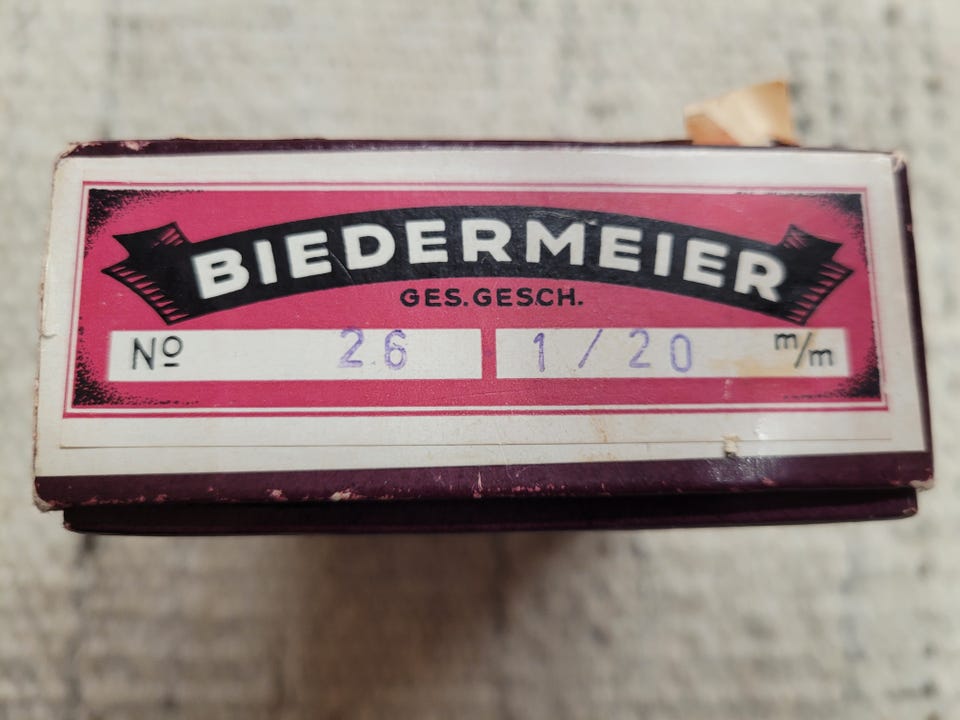 BIEDERMEIER
GES.GESCH.
Nº 26 1/20 m/m